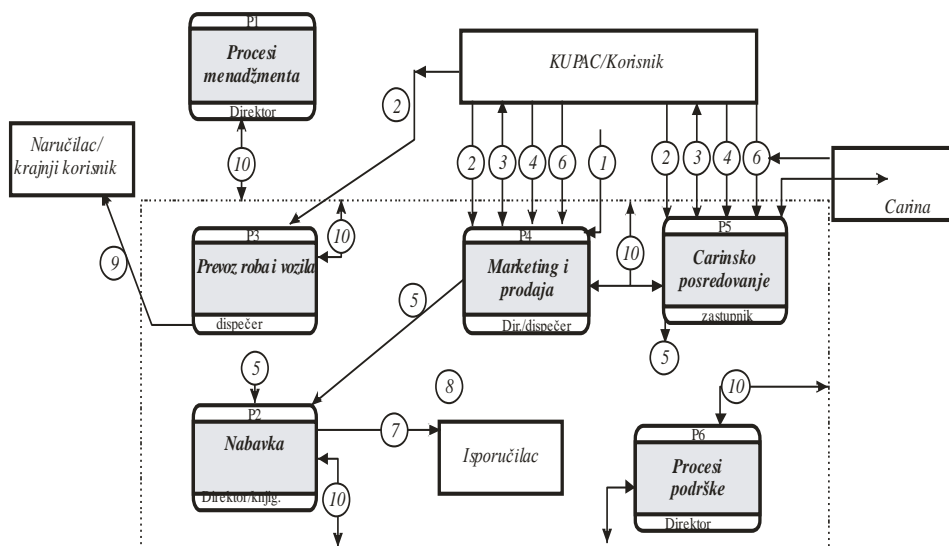 P1
Procesi
menadžmenta
Direktor
10
KUPAC/Korisnik
2
Naručilac/
krajnji korisnik
2
3
4
6
1
2
3
4
6
Carina
P3
Prevoz roba i vozila
dispečer
10
9
P4
Marketing i
prodaja
Dir./dispečer
10
P5
Carinsko
posredovanje
zastupnik
5
5
5
P2
Nabavka
Direktor/knjig.
10
7
8
Isporučilac
10
P6
Procesi
podrške
Direktor